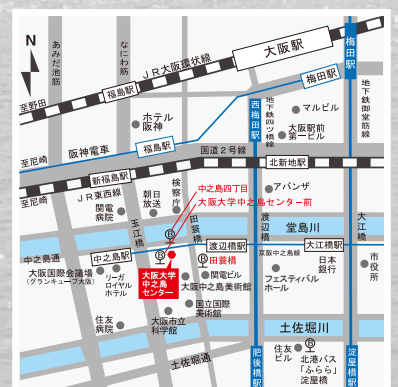 N
あみだ池筋
なにわ筋
JR大阪環状線
大阪駅
梅田駅
至野田
福島駅
梅田駅
地下鉄御堂筋線
ホテル
阪神
西梅田駅
地下鉄四ツ橋線
マルビル
大阪駅前
第一ビル
阪神電車
福島駅
国道2号線
至尼崎
新福島駅
北新地駅
至尼崎
JR東西線
関電
病院
朝日
放送
検察庁
中之島四丁目
大阪大学中之島センター前
アバンザ
玉江橋
田蓑橋
渡辺橋
堂島川
大江橋
中之島通
中之島駅
渡辺橋駅
大江橋駅
田蓑橋
京阪中之島線
日本
銀行
市役所
大阪国際会議場
(グランキューブ大阪)
リーガ
ロイヤル
ホテル
大阪大学
中之島
センター
関電ビル
大阪中之島美術館
フェスティバル
ホール
国立国際
美術館
住友
病院
大阪市立
科学館
土佐堀川
土佐堀通
肥後橋駅
住友
ビル
北港バス
「ふらら」
淀屋橋
淀屋橋駅